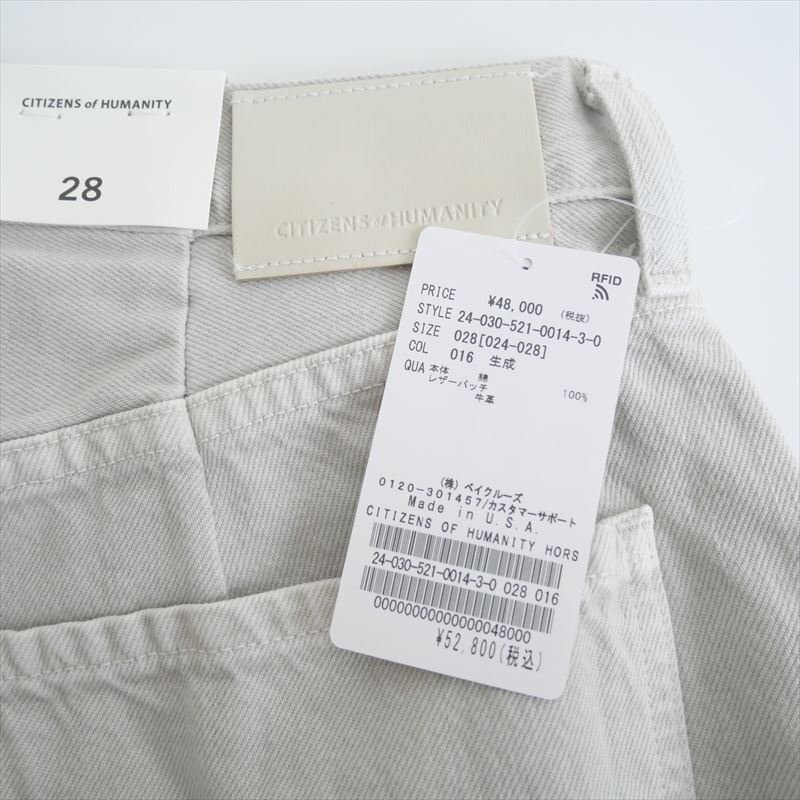 CITIZENS of HUMANITY
28
CITIZENS of HUMANITY
RFID
PRICE ¥48,000 (税抜)
STYLE 24-030-521-0014-3-0
SIZE 028[024-028]
COL 016 生成
QUA 本体 綿 100%
レザーパッチ
牛革
(株) ベイクルーズ
0120-301457/カスタマーサポート
Made in U.S.A.
CITIZENS OF HUMANITY HORS
24-030-521-0014-3-0 028 016
00000000000000048000
¥52,800(税込)